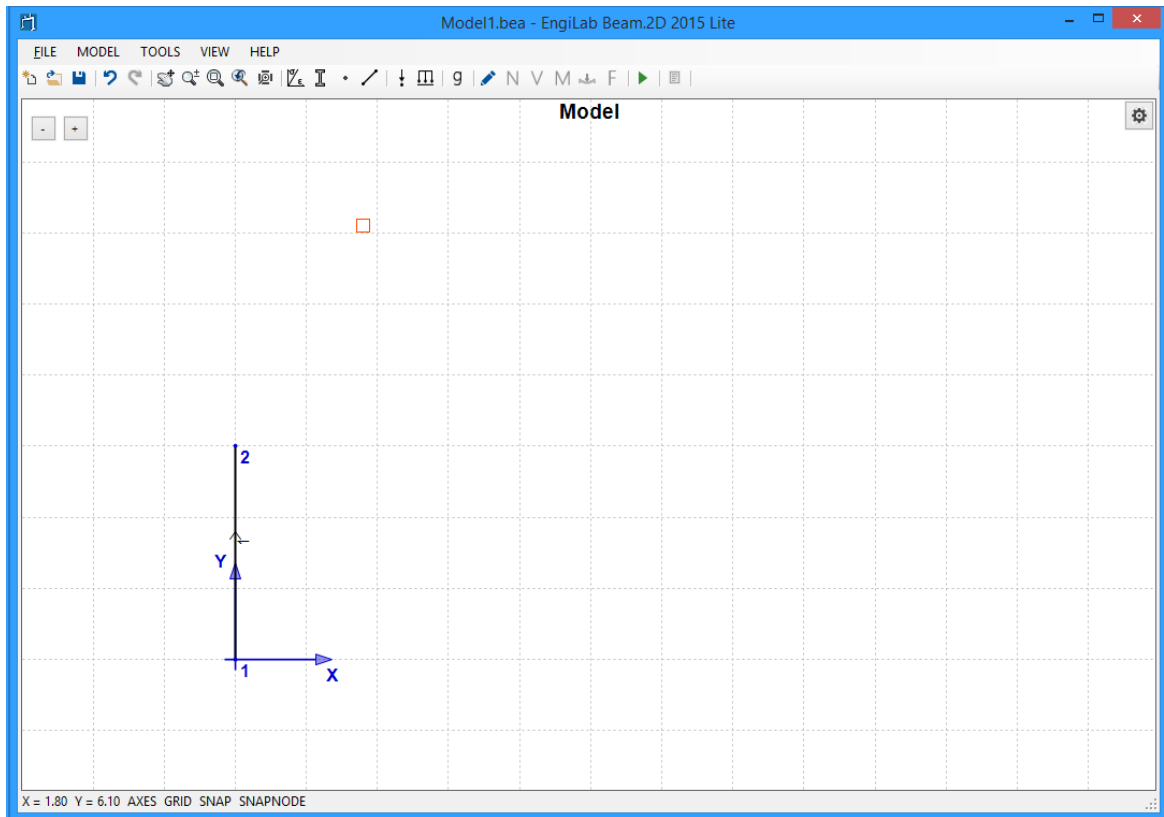 Model1.bea - EngiLab Beam.2D 2015 Lite
FILE MODEL TOOLS VIEW HELP
g N V M F
Model
- +
2
Y
1
X
X = 1.80 Y = 6.10 AXES GRID SNAP SNAPNODE